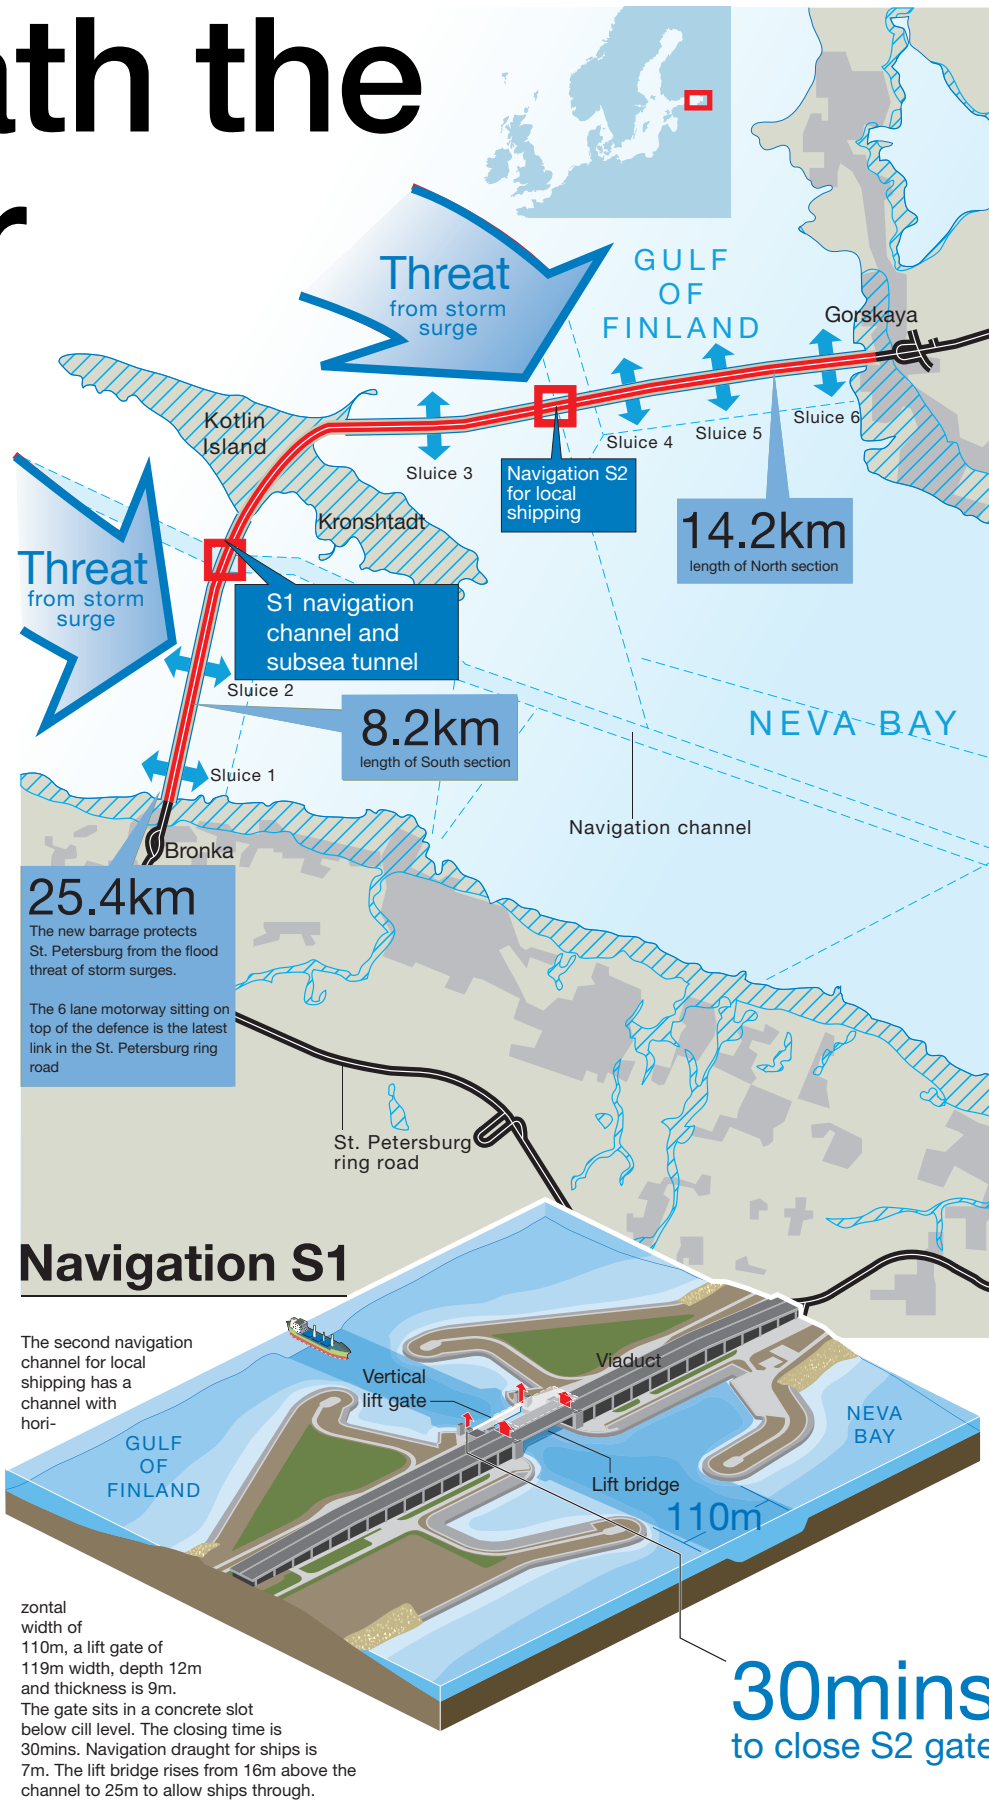 ath the
r
Threat
from storm
surge
GULF
OF
FINLAND
Gorskaya
Kotlin
Island
Sluice 3
Sluice 4
Sluice 5
Sluice 6
Navigation S2
for local
shipping
14.2km
length of North section
Kronshtadt
Threat
from storm
surge
S1 navigation
channel and
subsea tunnel
Sluice 2
8.2km
length of South section
NEVA BAY
Sluice 1
Navigation channel
Bronka
25.4km
The new barrage protects
St. Petersburg from the flood
threat of storm surges.
The 6 lane motorway sitting on
top of the defence is the latest
link in the St. Petersburg ring
road
St. Petersburg
ring road
Navigation S1
The second navigation
channel for local
shipping has a
channel with
hori-
Vertical
lift gate
Viaduct
GULF
OF
FINLAND
NEVA
BAY
Lift bridge
110m
zontal
width of
110m, a lift gate of
119m width, depth 12m
and thickness is 9m.
The gate sits in a concrete slot
below cill level. The closing time is
30mins. Navigation draught for ships is
7m. The lift bridge rises from 16m above the
channel to 25m to allow ships through.
30mins
to close S2 gate